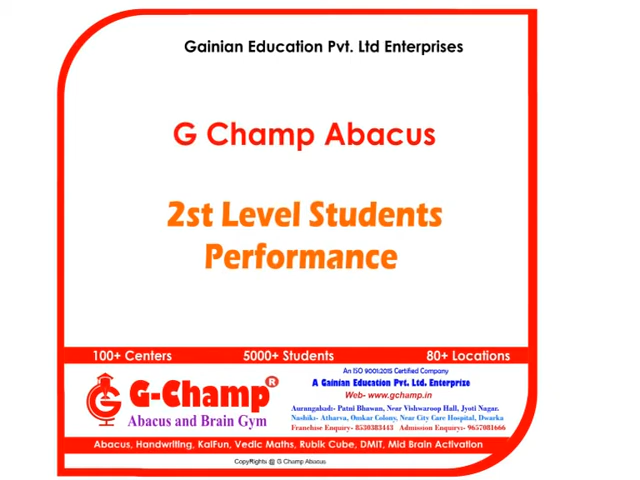 Gainian Education Pvt. Ltd Enterprises
G Champ Abacus
2st Level Students
Performance
100+ Centers 5000+ Students 80+ Locations
An ISO 9001:2015 Certified Company
A Gainian Education Pvt. Ltd. Enterprize
Web- www.gchamp.in
G-Champ®
Abacus and Brain Gym
Aurangabad:- Patni Bhawan, Near Vishwaroop Hall, Jyoti Nagar.
Nashik:- Atharva, Omkar Colony, Near City Care Hospital, Dwarka
Franchise Enquiry- 8530383443 Admission Enquiry:- 9657081666
Abacus, Handwriting, KaiFun, Vedic Maths, Rubik Cube, DMIT, Mid Brain Activation
CopyRights @ G Champ Abacus